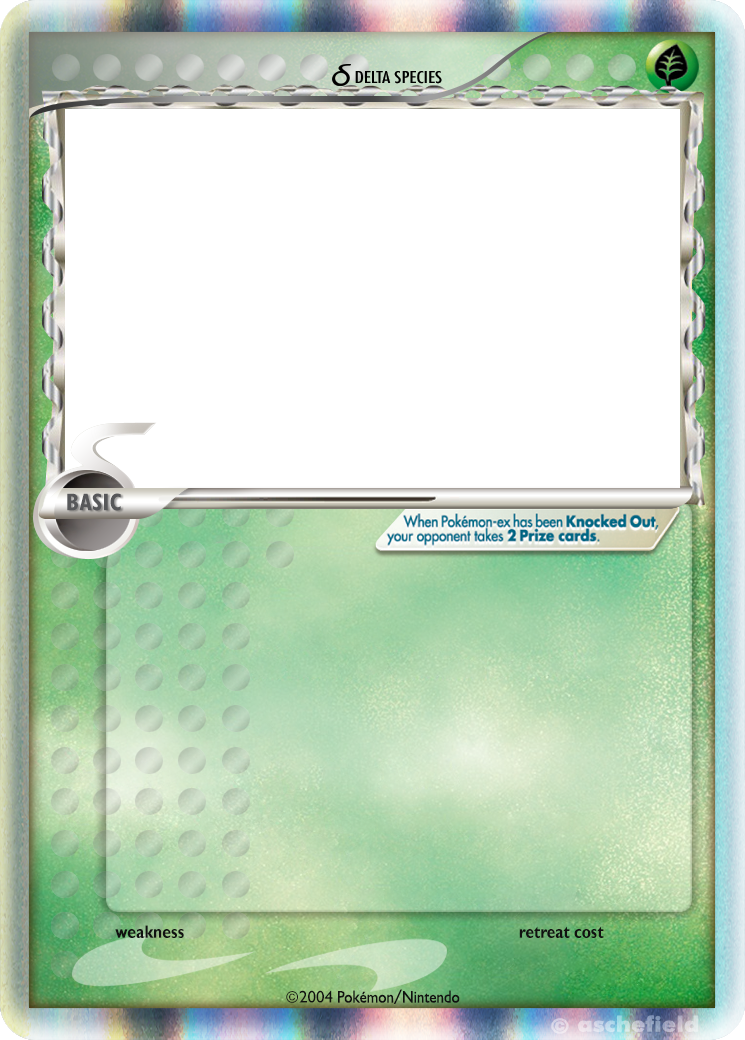 δ DELTA SPECIES
BASIC
When Pokémon-ex has been Knocked Out,
your opponent takes 2 Prize cards.
weakness
retreat cost
©2004 Pokémon/Nintendo
© aschefield